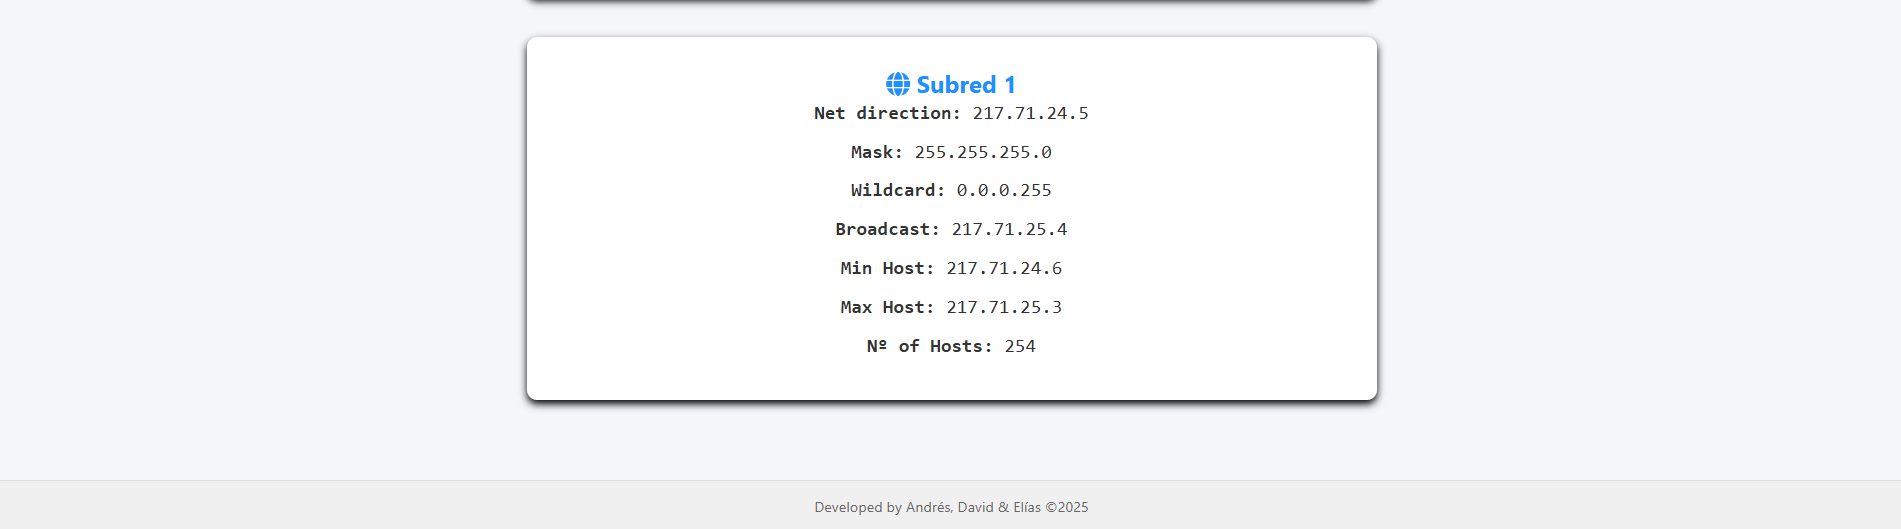 Subred 1
Net direction: 217.71.24.5
Mask: 255.255.255.0
Wildcard: 0.0.0.255
Broadcast: 217.71.25.4
Min Host: 217.71.24.6
Max Host: 217.71.25.3
Nº of Hosts: 254
Developed by Andrés, David & Elías ©2025